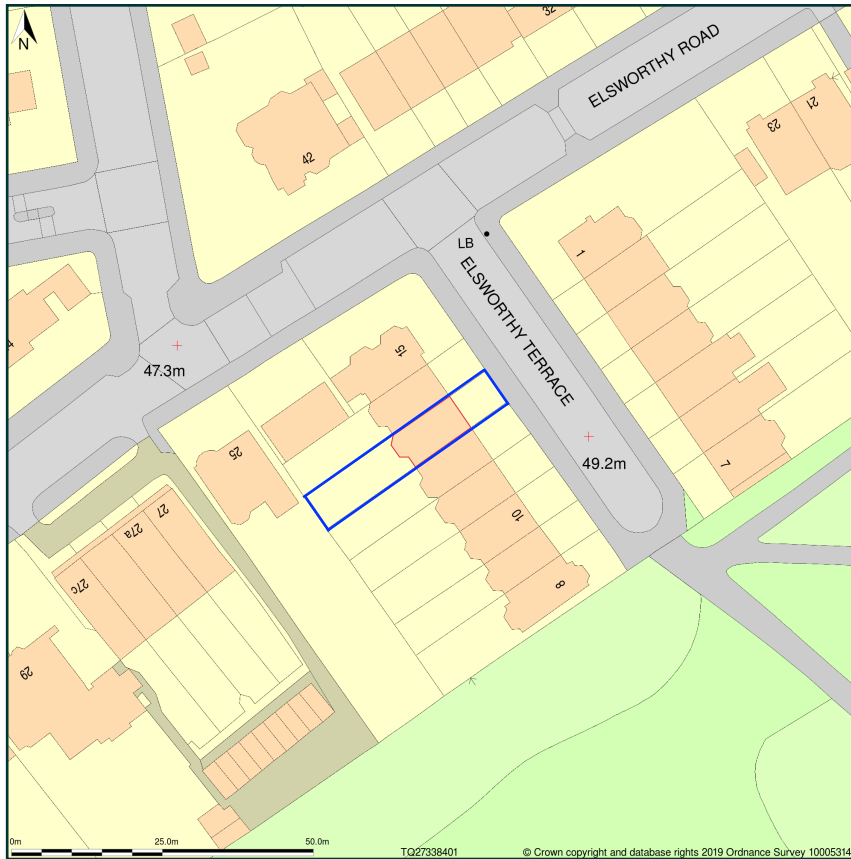 N
32
ELSWORTHY ROAD
21
23
42
LB
1
ELSWORTHY TERRACE
15
47.3m
49.2m
25
7
10
27
27a
27c
8
29
0m
25.0m
50.0m
TQ27338401
© Crown copyright and database rights 2019 Ordnance Survey 10005314